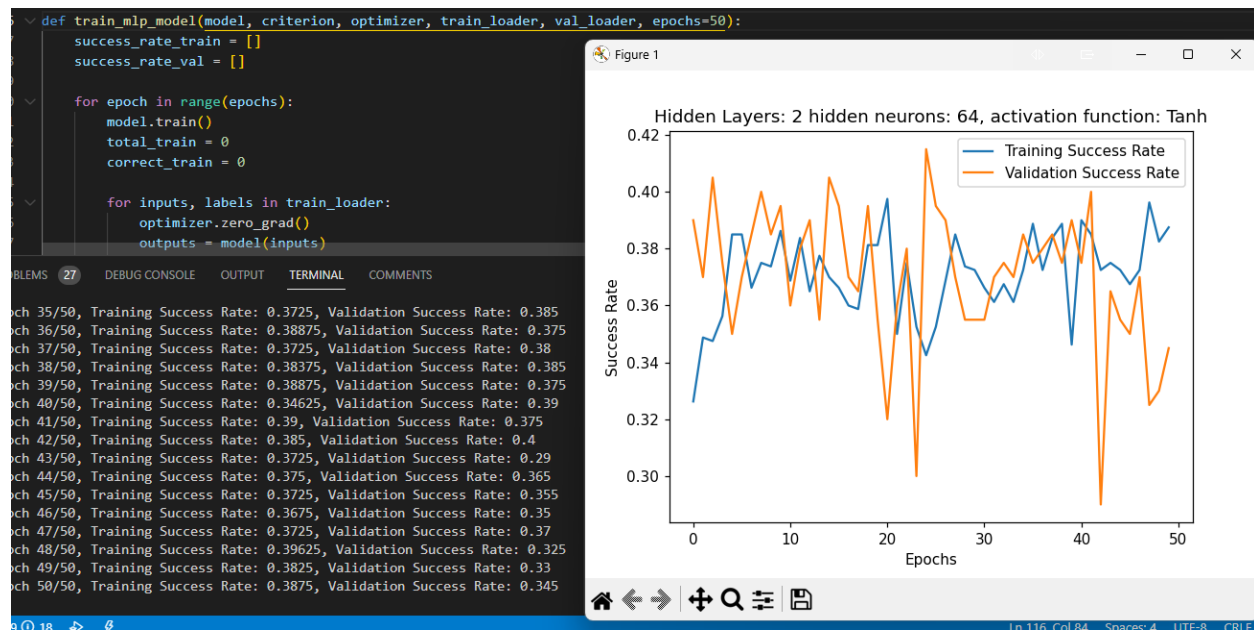 def train_mlp_model(model, criterion, optimizer, train_loader, val_loader, epochs=50):
success_rate_train = []
success_rate_val = []
for epoch in range(epochs):
model.train()
total_train = 0
correct_train = 0
for inputs, labels in train_loader:
optimizer.zero_grad()
outputs = model(inputs)
OBLEMS 27 DEBUG CONSOLE OUTPUT TERMINAL COMMENTS
och 35/50, Training Success Rate: 0.3725, Validation Success Rate: 0.385
och 36/50, Training Success Rate: 0.38875, Validation Success Rate: 0.375
och 37/50, Training Success Rate: 0.3725, Validation Success Rate: 0.38
och 38/50, Training Success Rate: 0.38375, Validation Success Rate: 0.385
och 39/50, Training Success Rate: 0.38875, Validation Success Rate: 0.375
och 40/50, Training Success Rate: 0.34625, Validation Success Rate: 0.39
och 41/50, Training Success Rate: 0.39, Validation Success Rate: 0.375
och 42/50, Training Success Rate: 0.385, Validation Success Rate: 0.4
och 43/50, Training Success Rate: 0.3725, Validation Success Rate: 0.29
och 44/50, Training Success Rate: 0.375, Validation Success Rate: 0.365
och 45/50, Training Success Rate: 0.3725, Validation Success Rate: 0.355
och 46/50, Training Success Rate: 0.3675, Validation Success Rate: 0.35
och 47/50, Training Success Rate: 0.3725, Validation Success Rate: 0.37
och 48/50, Training Success Rate: 0.39625, Validation Success Rate: 0.325
och 49/50, Training Success Rate: 0.3825, Validation Success Rate: 0.33
och 50/50, Training Success Rate: 0.3875, Validation Success Rate: 0.345
Figure 1
Hidden Layers: 2 hidden neurons: 64, activation function: Tanh
Training Success Rate
Validation Success Rate
Success Rate
0.42
0.40
0.38
0.36
0.34
0.32
0.30
0 10 20 30 40 50
Epochs
18
Ln 116, Col 84 Spaces: 4 UTF-8 CRLF